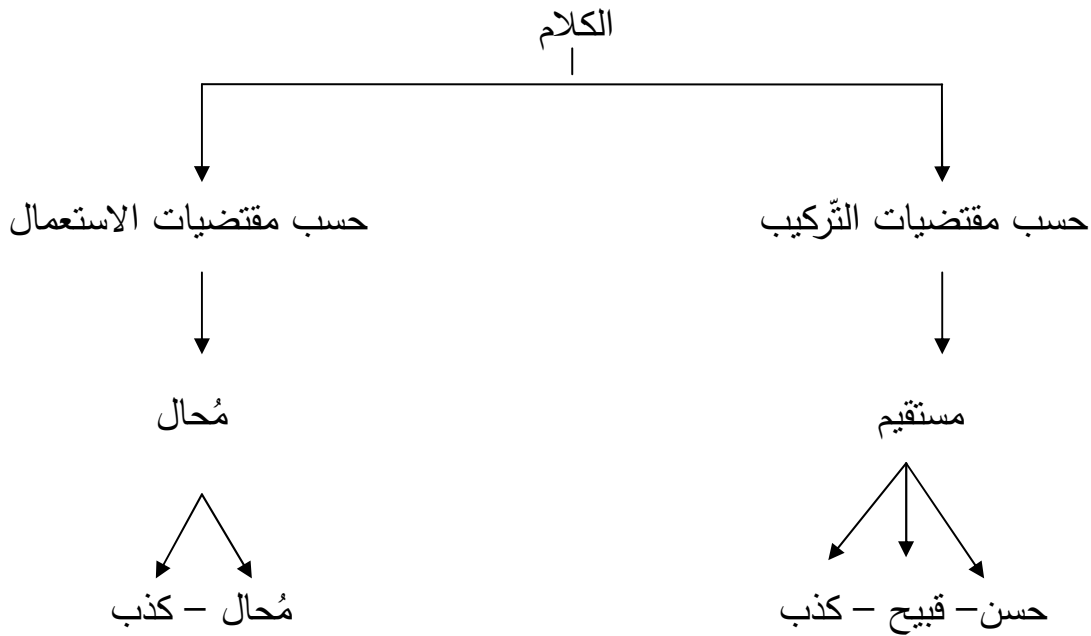 الكلام
حسب مقتضيات التّركيب
حسب مقتضيات الاستعمال
مستقيم
مُحال
حسن – قبيح – كذب
مُحال – كذب